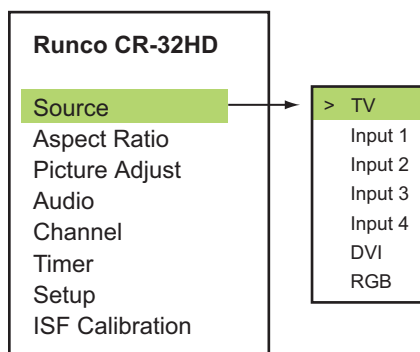 Runco CR-32HD
Source
Aspect Ratio
Picture Adjust
Audio
Channel
Timer
Setup
ISF Calibration
> TV
Input 1
Input 2
Input 3
Input 4
DVI
RGB